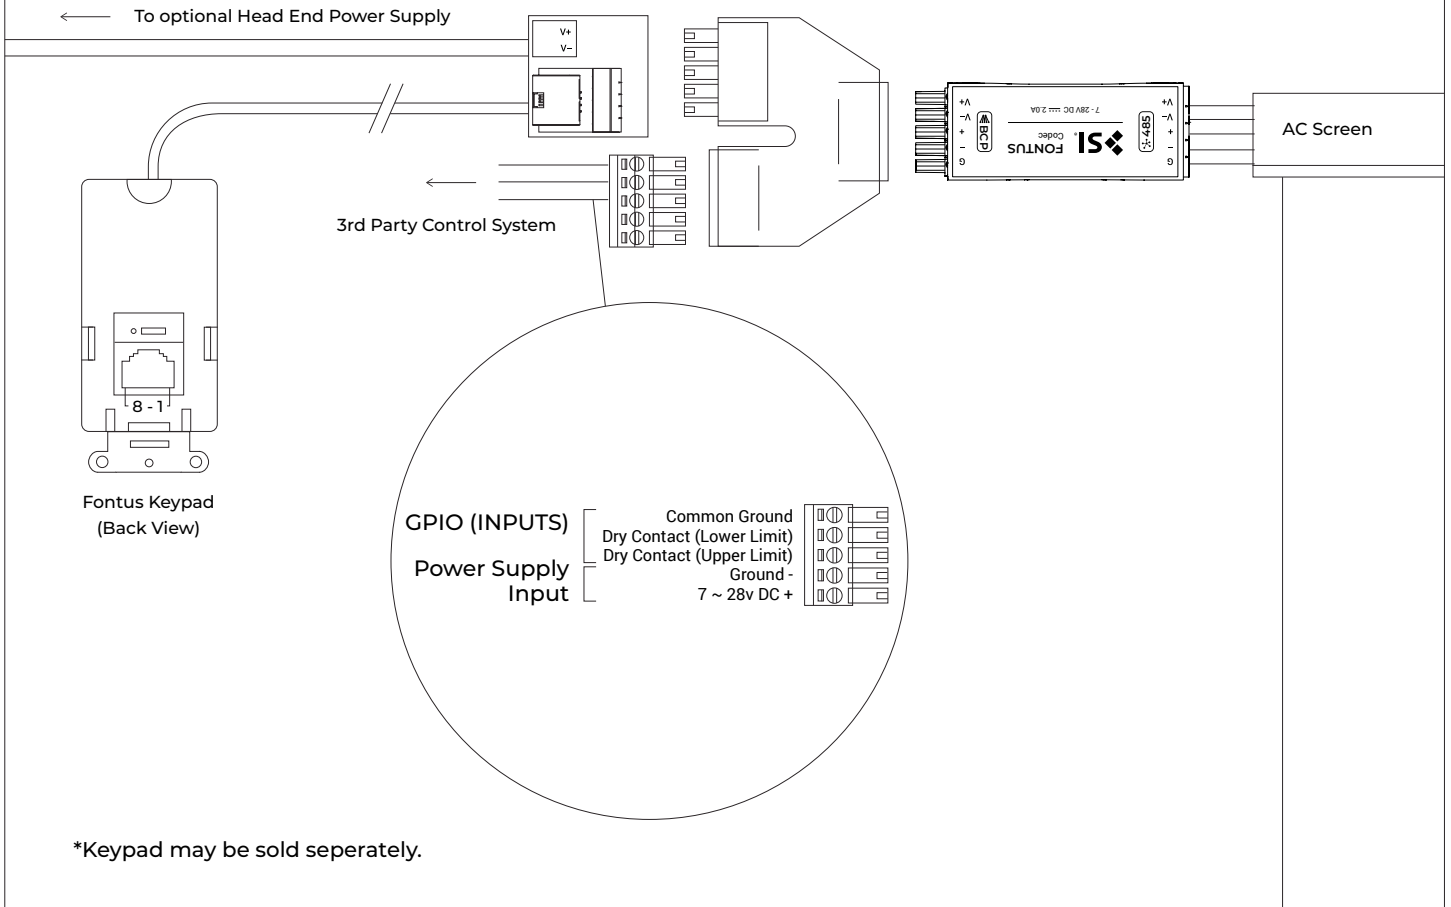 To optional Head End Power Supply
V+
V−
V+
V−
+
−
G
BCP
7 - 28V DC 2.0A
SI
FONTUS
Codec
485
V+
V−
+
−
G
AC Screen
3rd Party Control System
8 - 1
Fontus Keypad
(Back View)
GPIO (INPUTS)
Common Ground
Dry Contact (Lower Limit)
Dry Contact (Upper Limit)
Power Supply
Input
Ground -
7 ~ 28v DC +
*Keypad may be sold seperately.